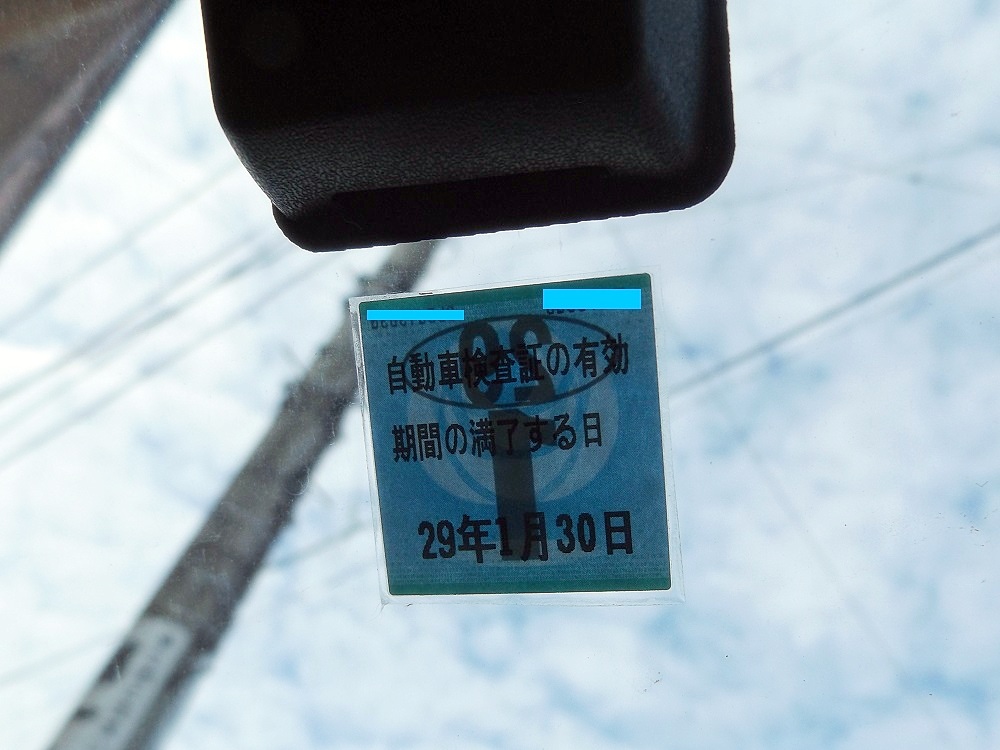 自動車検査証の有効
期間の満了する日
29年1月30日